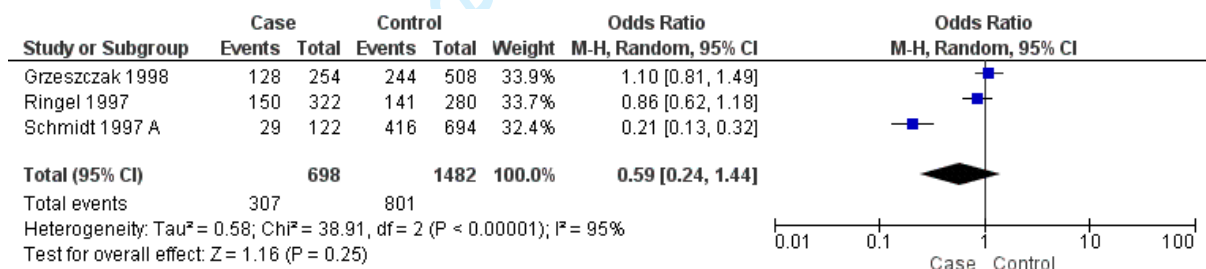 Case Control Odds Ratio Odds Ratio
Study or Subgroup Events Total Events Total Weight M-H, Random, 95% CI M-H, Random, 95% CI
Grzeszczak 1998 128 254 244 508 33.9% 1.10 [0.81, 1.49]
Ringel 1997 150 322 141 280 33.7% 0.86 [0.62, 1.18]
Schmidt 1997 A 29 122 416 694 32.4% 0.21 [0.13, 0.32]
Total (95% CI) 698 1482 100.0% 0.59 [0.24, 1.44]
Total events 307 801
Heterogeneity: Tau² = 0.58; Chi² = 38.91, df = 2 (P < 0.00001); I² = 95%
Test for overall effect: Z = 1.16 (P = 0.25)
0.01 0.1 1 10 100
Case Control